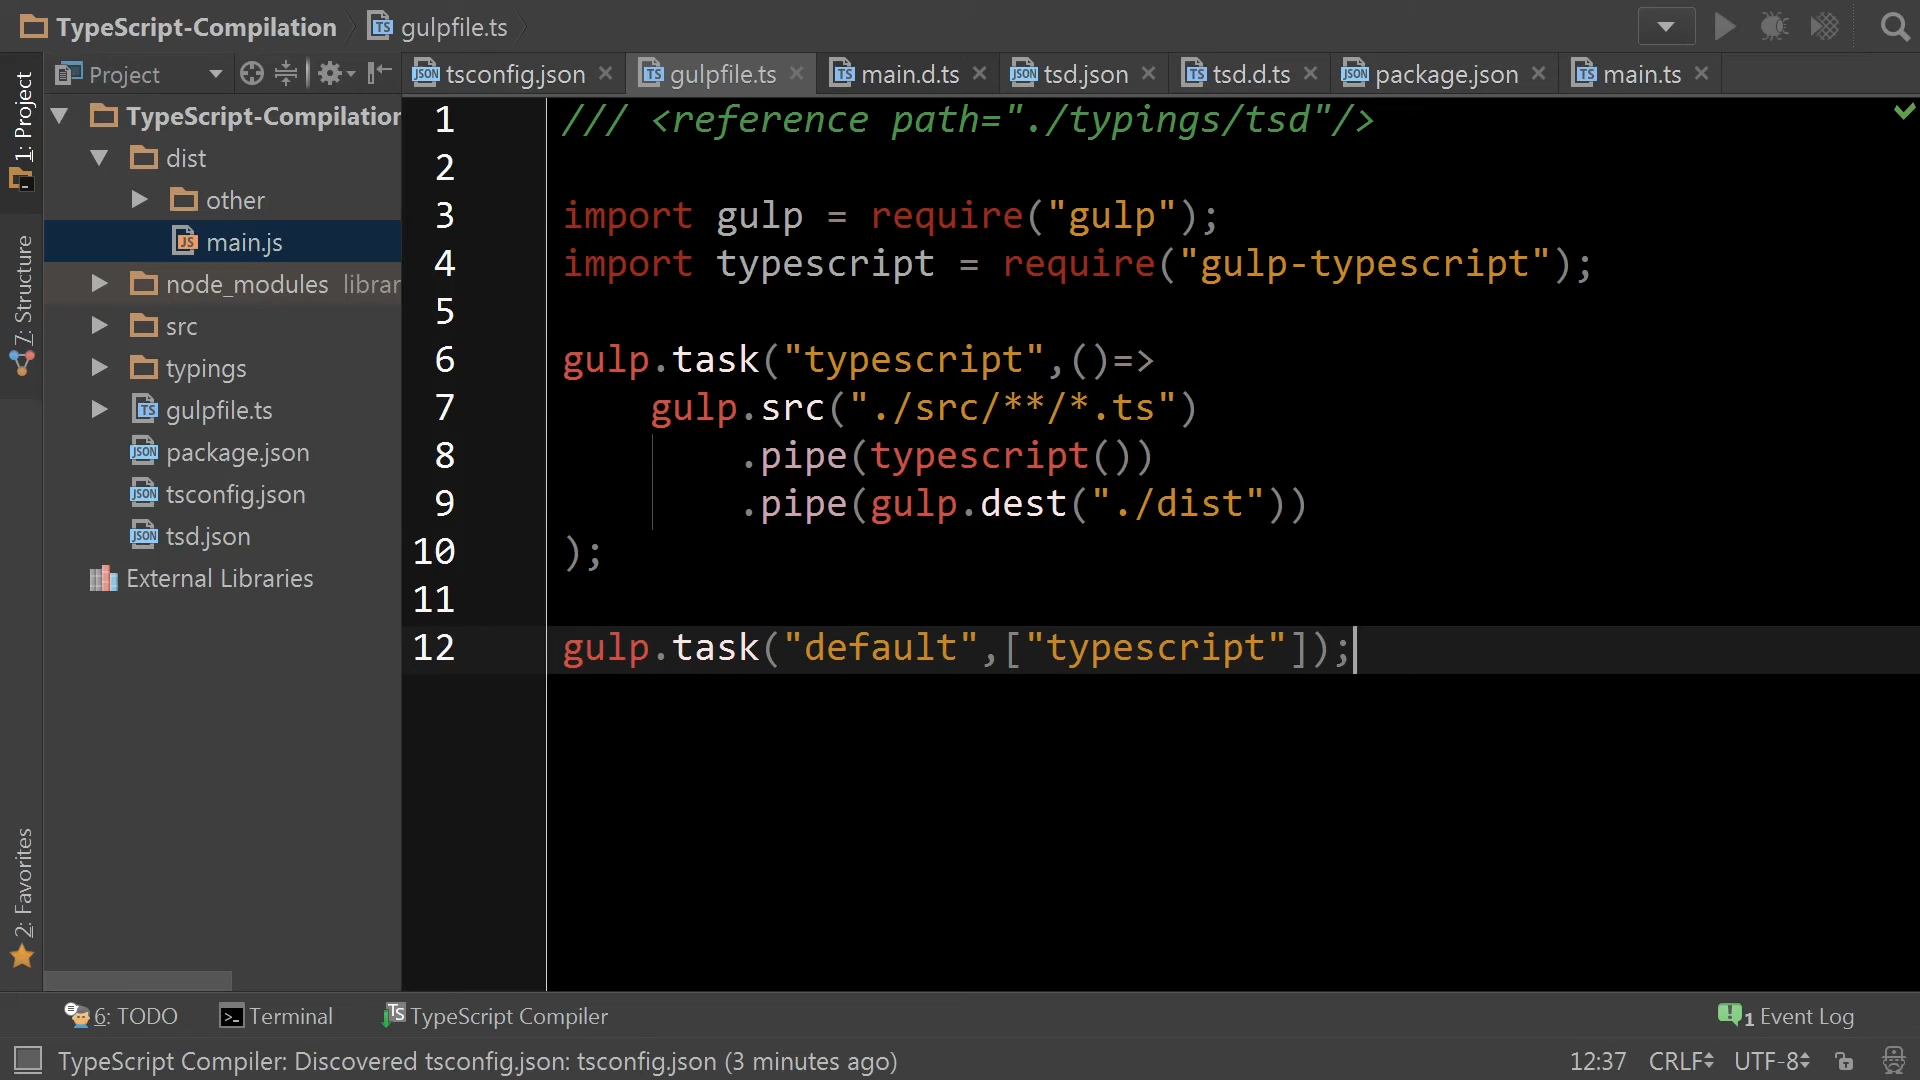 TypeScript-Compilation gulpfile.ts
Project
tsconfig.json gulpfile.ts main.d.ts tsd.json tsd.d.ts package.json main.ts
1: Project
7: Structure
2: Favorites
TypeScript-Compilation
dist
other
main.js
node_modules librar
src
typings
gulpfile.ts
package.json
tsconfig.json
tsd.json
External Libraries
1 /// <reference path="./typings/tsd"/>
2
3 import gulp = require("gulp");
4 import typescript = require("gulp-typescript");
5
6 gulp.task("typescript",()=>
7 gulp.src("./src/**/*.ts")
8 .pipe(typescript())
9 .pipe(gulp.dest("./dist"))
10 );
11
12 gulp.task("default",["typescript"]);
6: TODO Terminal TypeScript Compiler 1 Event Log
TypeScript Compiler: Discovered tsconfig.json: tsconfig.json (3 minutes ago) 12:37 CRLF UTF-8